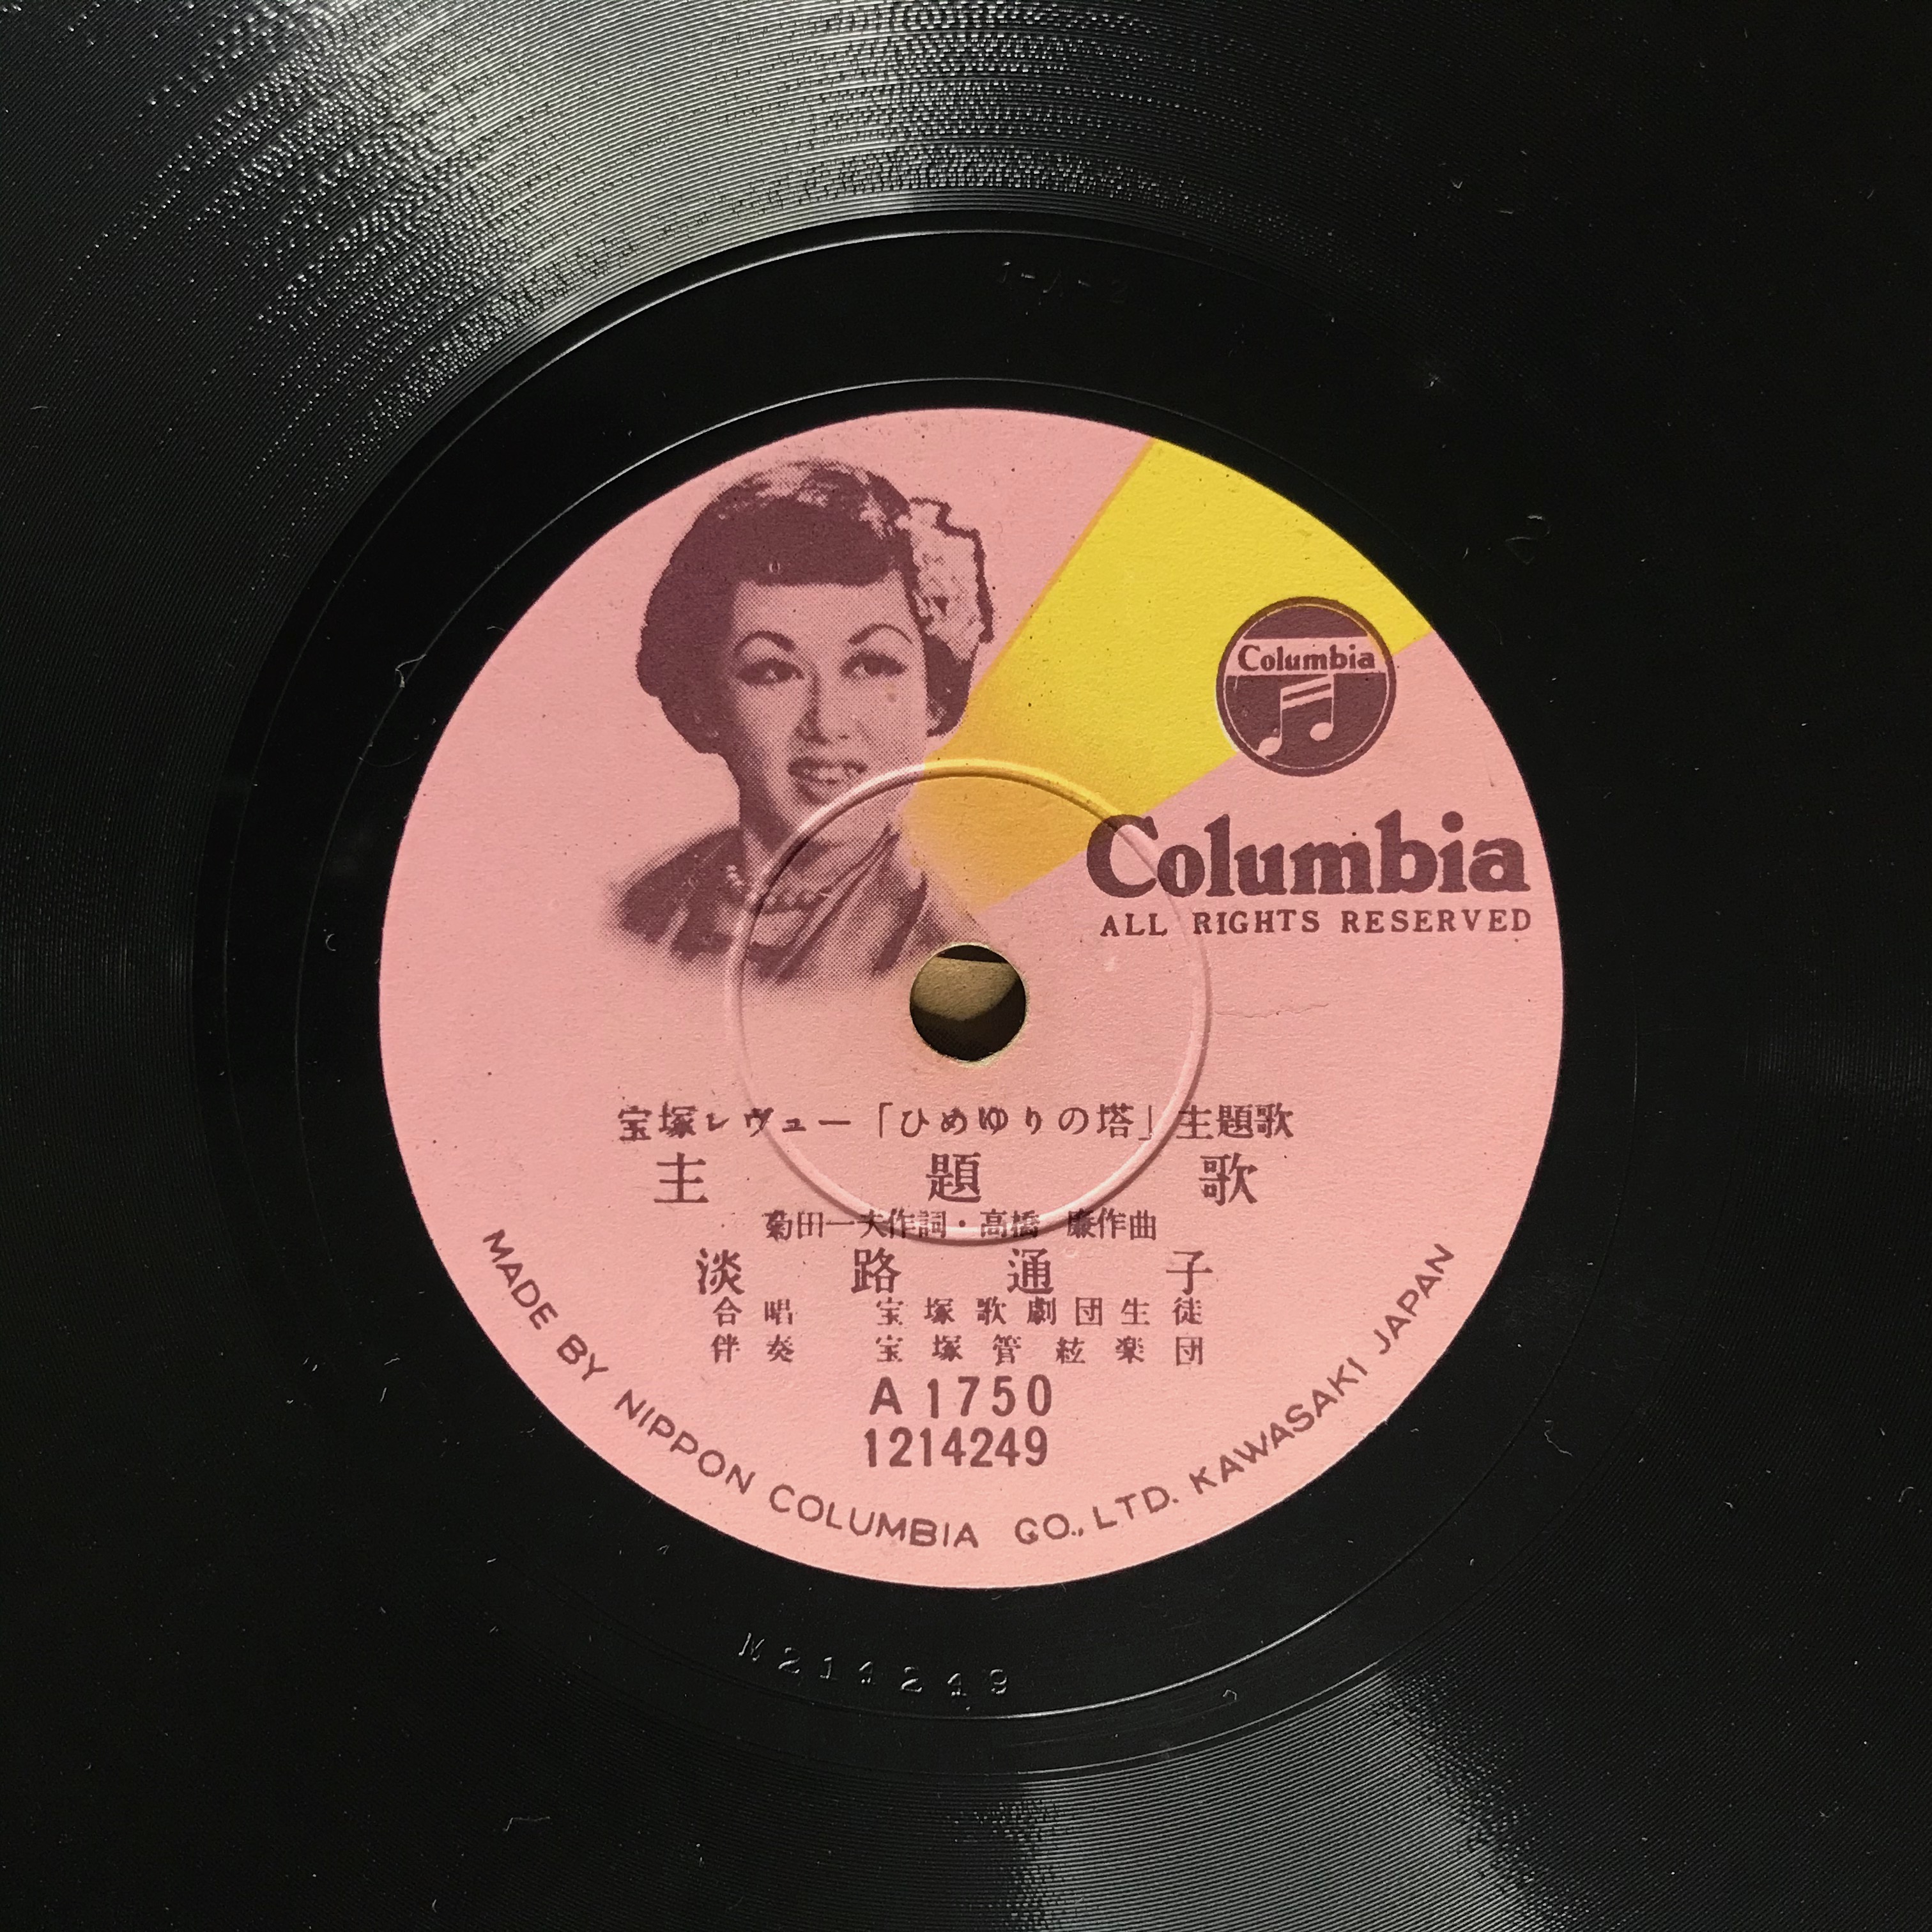 1-A-2
Columbia
Columbia
ALL RIGHTS RESERVED
宝塚レヴュー「ひめゆりの塔」主題歌
主題歌
菊田一夫作詞・高橋 廉作曲
淡路通子
合唱 宝塚歌劇団生徒
伴奏 宝塚管絃楽団
A 1750
1214249
MADE BY NIPPON COLUMBIA CO., LTD. KAWASAKI JAPAN